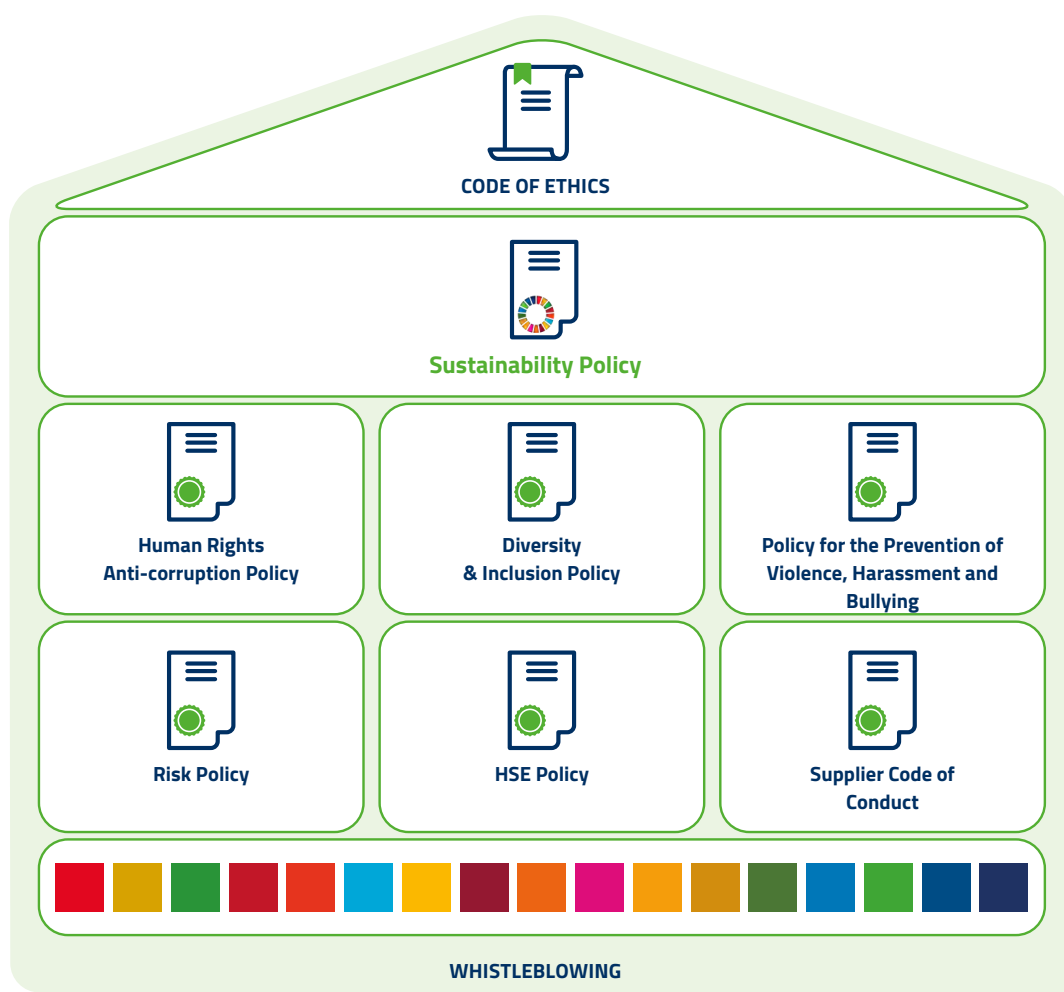 CODE OF ETHICS
Sustainability Policy
Human Rights
Anti-corruption Policy
Diversity
& Inclusion Policy
Policy for the Prevention of
Violence, Harassment and
Bullying
Risk Policy
HSE Policy
Supplier Code of
Conduct
WHISTLEBLOWING